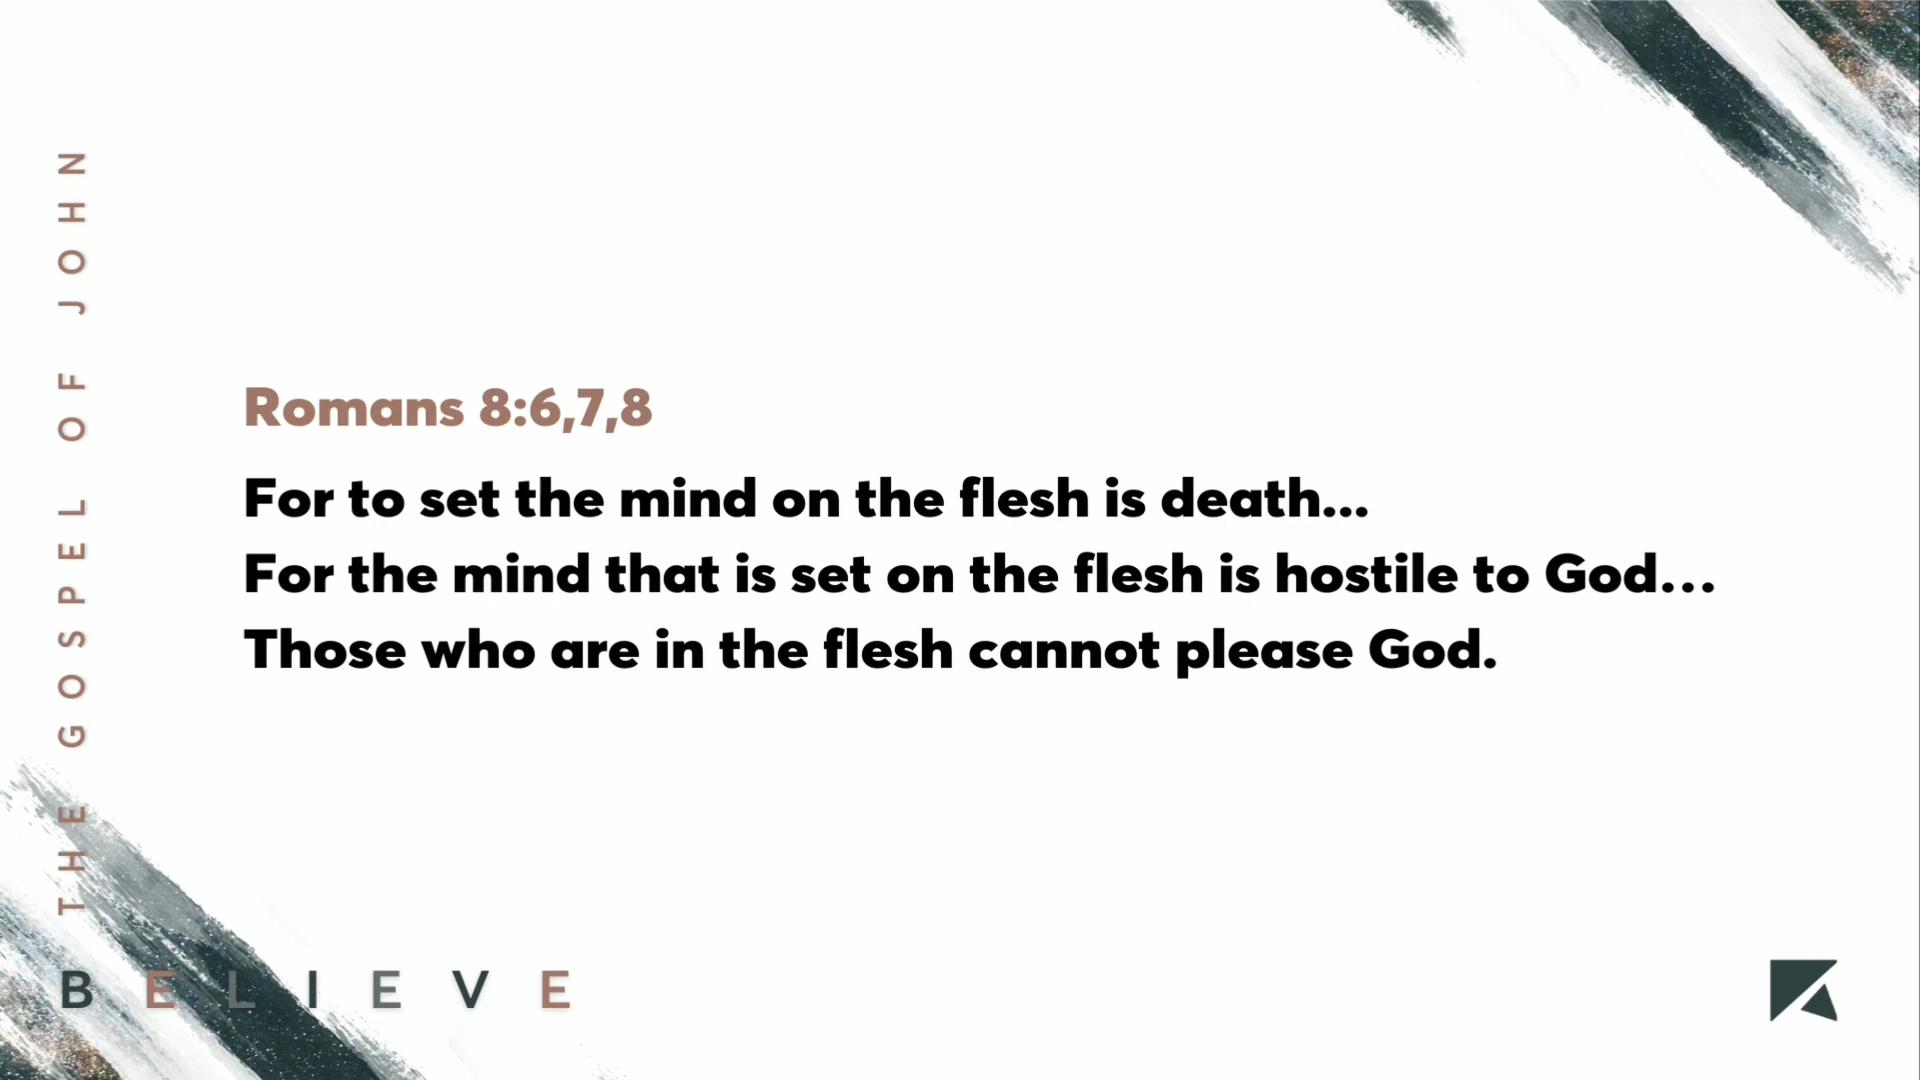 THE GOSPEL OF JOHN
Romans 8:6,7,8
For to set the mind on the flesh is death...
For the mind that is set on the flesh is hostile to God...
Those who are in the flesh cannot please God.
BELIEVE